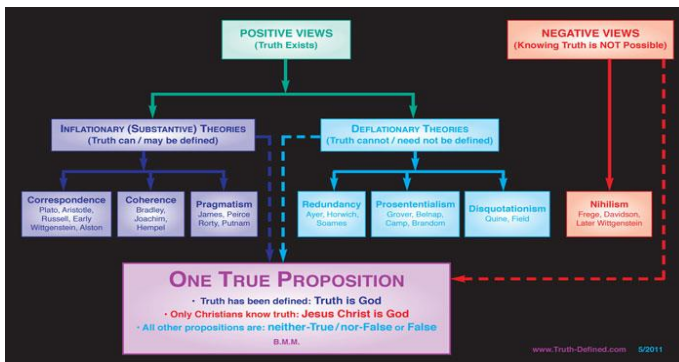 POSITIVE VIEWS
(Truth Exists)
NEGATIVE VIEWS
(Knowing Truth is NOT Possible)
INFLATIONARY (SUBSTANTIVE) THEORIES
(Truth can / may be defined)
DEFLATIONARY THEORIES
(Truth cannot / need not be defined)
Correspondence
Plato, Aristotle,
Russell, Early
Wittgenstein, Alston
Coherence
Bradley,
Joachim,
Hempel
Pragmatism
James, Peirce
Rorty, Putnam
Redundancy
Ayer, Horwich,
Soames
Prosententialism
Grover, Belnap,
Camp, Brandom
Disquotationism
Quine, Field
Nihilism
Frege, Davidson,
Later Wittgenstein
ONE TRUE PROPOSITION
· Truth has been defined: Truth is God
· Only Christians know truth: Jesus Christ is God
· All other propositions are: neither-True/nor-False or False
B.M.M.
www.Truth-Defined.com 5/2011